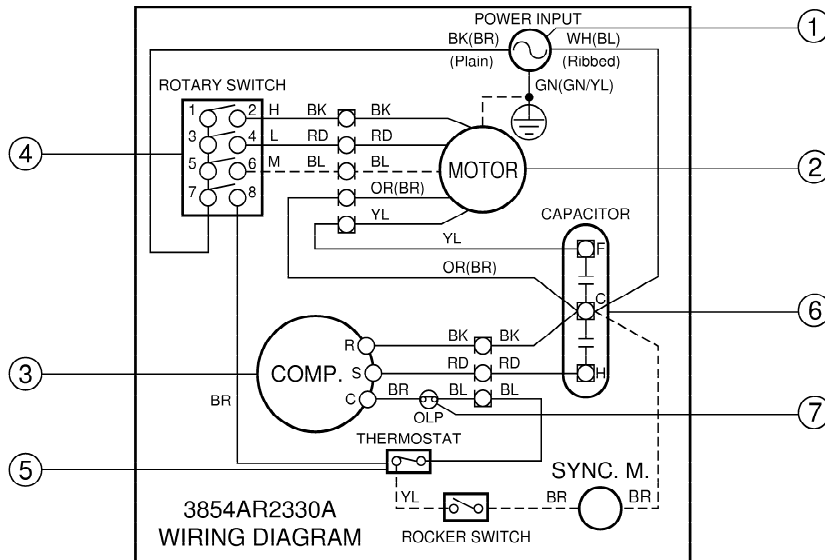 POWER INPUT
1
BK(BR)
WH(BL)
(Plain)
(Ribbed)
GN(GN/YL)
ROTARY SWITCH
1 2 H BK BK
3 4 L RD RD
4
5 6 M BL BL
MOTOR
2
7 8
OR(BR)
YL
CAPACITOR
YL
F
OR(BR)
C
6
R BK BK
COMP.
S RD RD
H
3
C BR BL BL
BR
OLP
7
THERMOSTAT
5
SYNC. M.
YL
BR
BR
3854AR2330A
WIRING DIAGRAM
ROCKER SWITCH